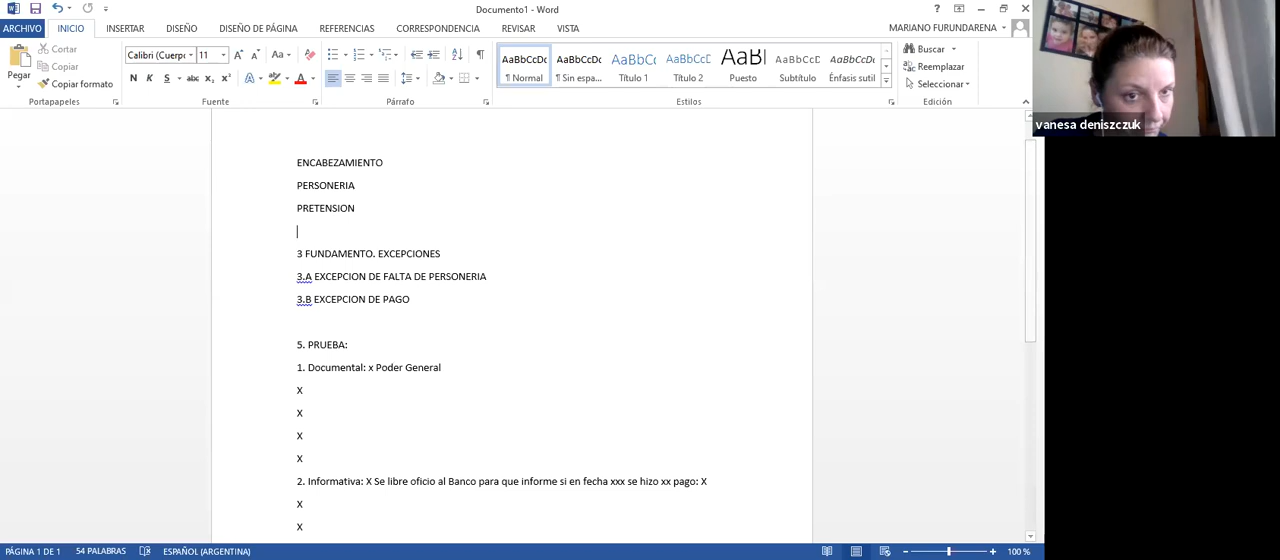 Documento1 - Word
ARCHIVO INICIO INSERTAR DISEÑO DISEÑO DE PÁGINA REFERENCIAS CORRESPONDENCIA REVISAR VISTA MARIANO FURUNDARENA
Pegar Cortar Copiar Copiar formato
Calibri (Cuerp 11
AaBbCcDc AaBbCcDc AaBbCc AaBbCcD AaBl AaBbCcD AaBbCcDc
¶ Normal ¶ Sin espa... Título 1 Título 2 Puesto Subtítulo Énfasis sutil
Buscar
Reemplazar
Seleccionar
Portapapeles Fuente Párrafo Estilos Edición
vanesa deniszczuk
ENCABEZAMIENTO
PERSONERIA
PRETENSION
3 FUNDAMENTO. EXCEPCIONES
3.A EXCEPCION DE FALTA DE PERSONERIA
3.B EXCEPCION DE PAGO
5. PRUEBA:
1. Documental: x Poder General
X
X
X
X
2. Informativa: X Se libre oficio al Banco para que informe si en fecha xxx se hizo xx pago: X
X
X
PÁGINA 1 DE 1 54 PALABRAS ESPAÑOL (ARGENTINA) 100 %